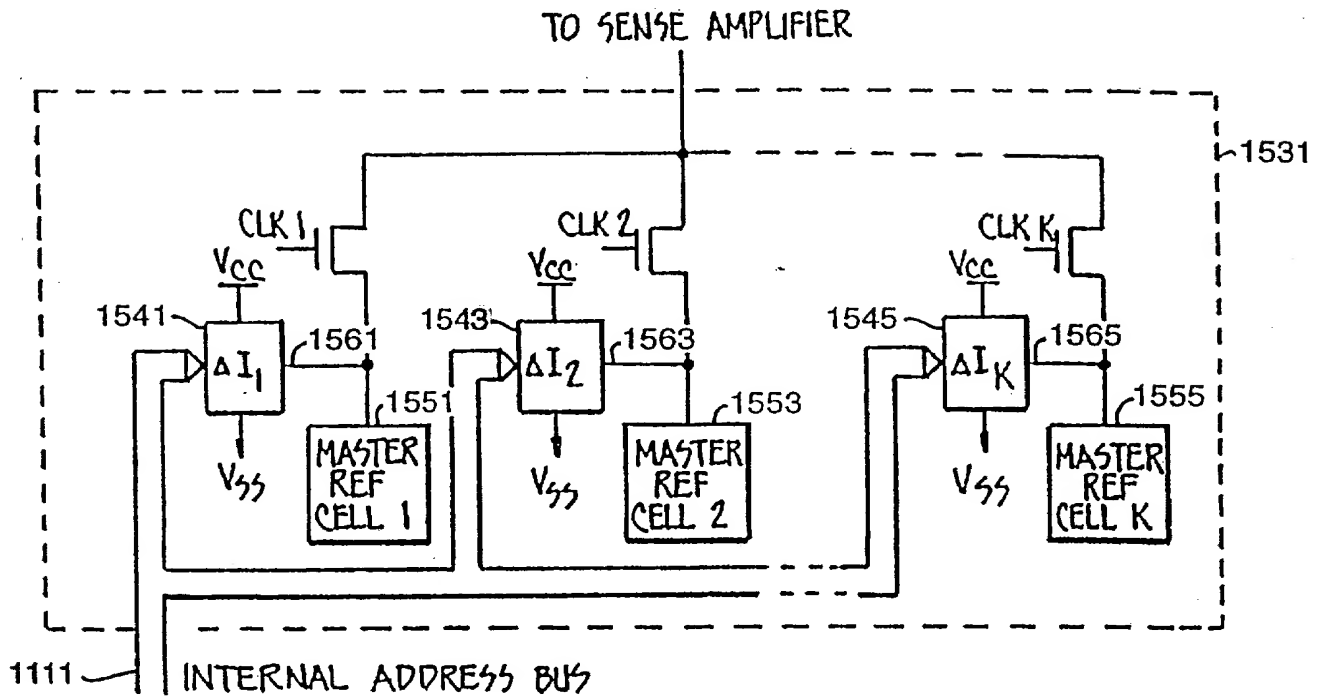 TO SENSE AMPLIFIER
1531
CLK 1
CLK 2
CLK K
VCC
VCC
VCC
1541
1561
1543
1563
1545
1565
ΔI1
ΔI2
ΔIK
1551
1553
1555
VSS
VSS
VSS
MASTER
REF
CELL 1
MASTER
REF
CELL 2
MASTER
REF
CELL K
1111
INTERNAL ADDRESS BUS